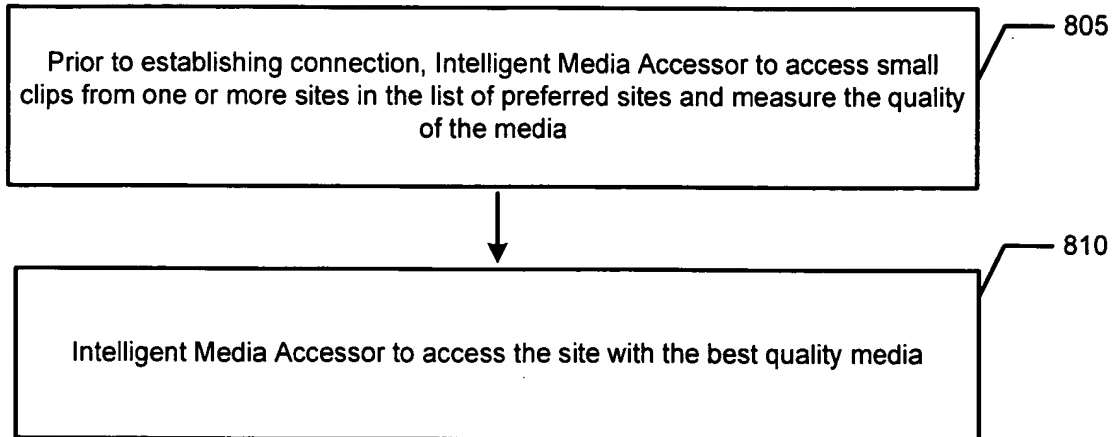 805
Prior to establishing connection, Intelligent Media Accessor to access small
clips from one or more sites in the list of preferred sites and measure the quality
of the media
810
Intelligent Media Accessor to access the site with the best quality media